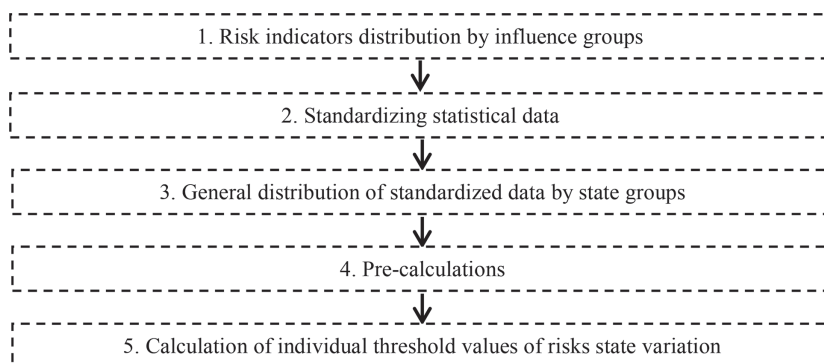 1. Risk indicators distribution by influence groups
2. Standardizing statistical data
3. General distribution of standardized data by state groups
4. Pre-calculations
5. Calculation of individual threshold values of risks state variation